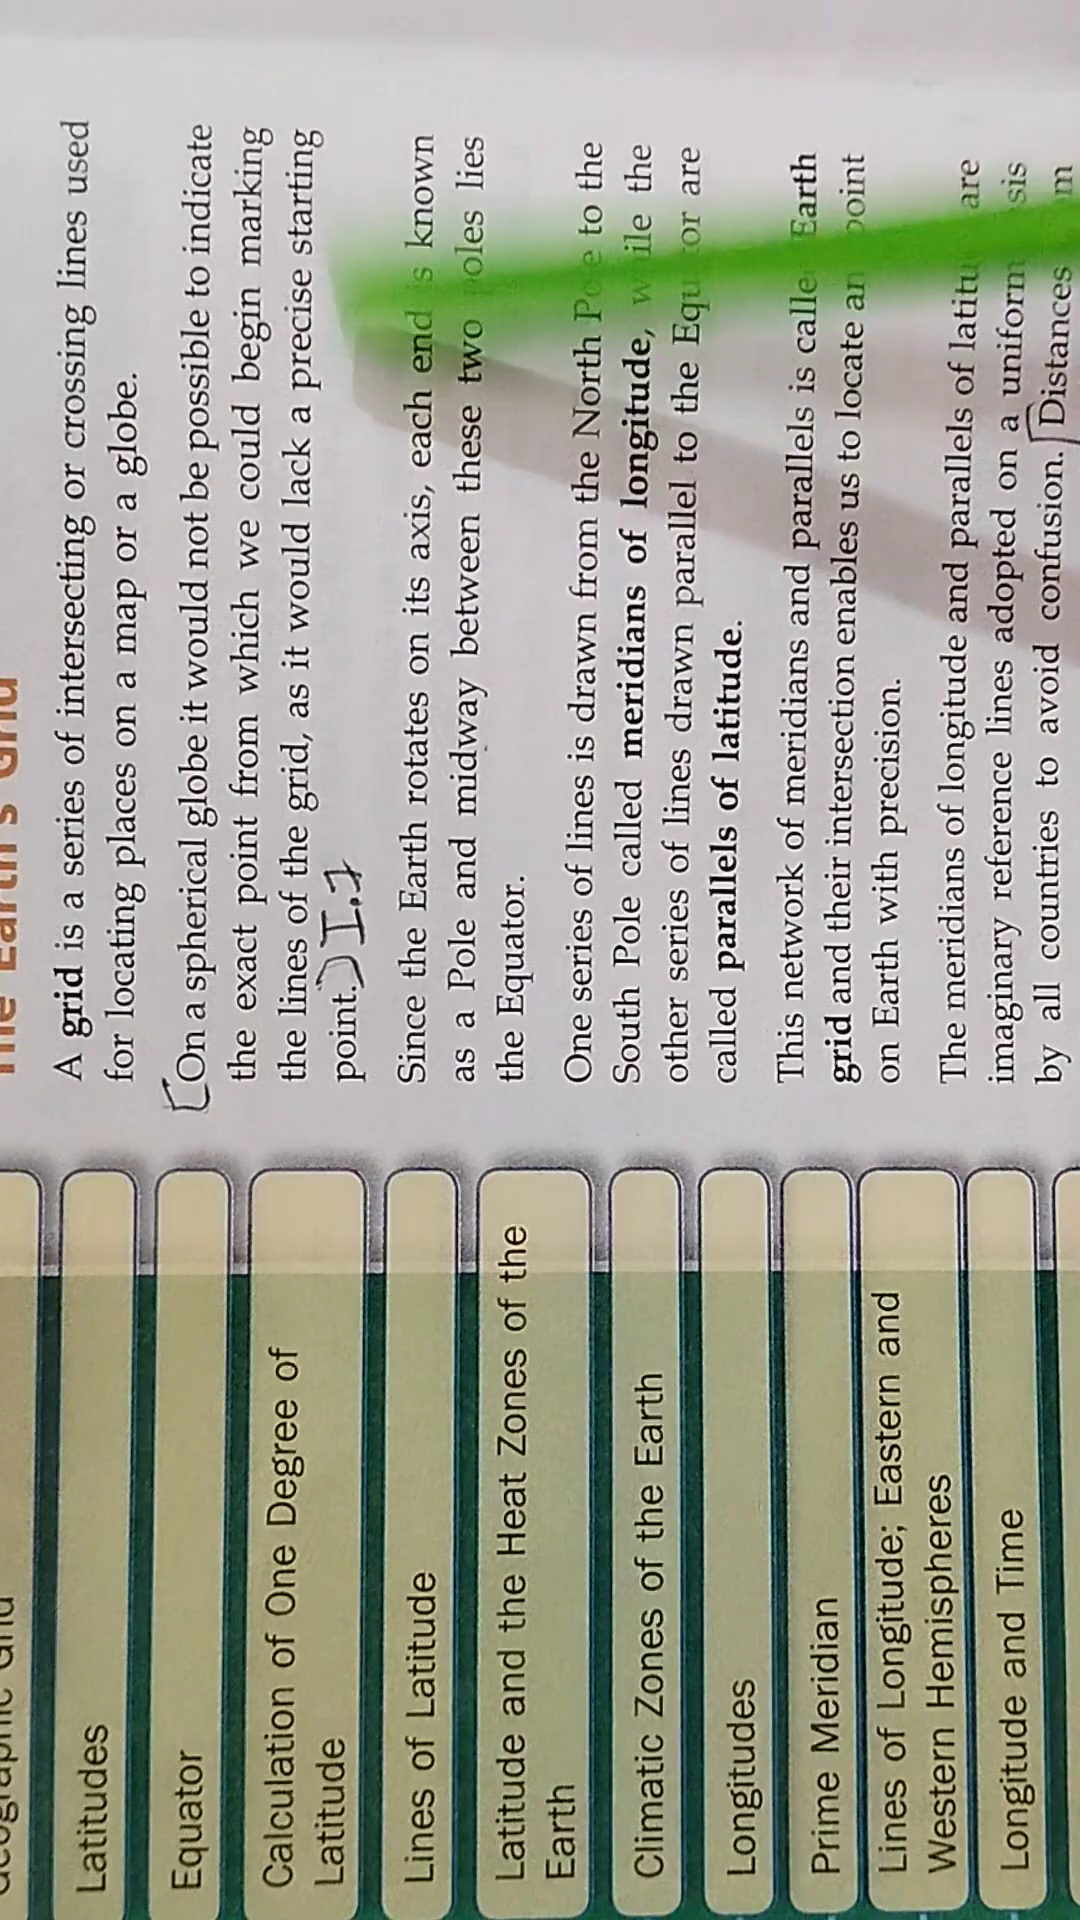 The Earth's Grid
A grid is a series of intersecting or crossing lines used
for locating places on a map or a globe.
On a spherical globe it would not be possible to indicate
the exact point from which we could begin marking
the lines of the grid, as it would lack a precise starting
point. I.1
Since the Earth rotates on its axis, each end is known
as a Pole and midway between these two Poles lies
the Equator.
One series of lines is drawn from the North Pole to the
South Pole called meridians of longitude, while the
other series of lines drawn parallel to the Equator are
called parallels of latitude.
This network of meridians and parallels is called Earth
grid and their intersection enables us to locate any point
on Earth with precision.
The meridians of longitude and parallels of latitude are
imaginary reference lines adopted on a uniform basis
by all countries to avoid confusion. Distances
Latitudes
Equator
Calculation of One Degree of
Latitude
Lines of Latitude
Latitude and the Heat Zones of the
Earth
Climatic Zones of the Earth
Longitudes
Prime Meridian
Lines of Longitude; Eastern and
Western Hemispheres
Longitude and Time